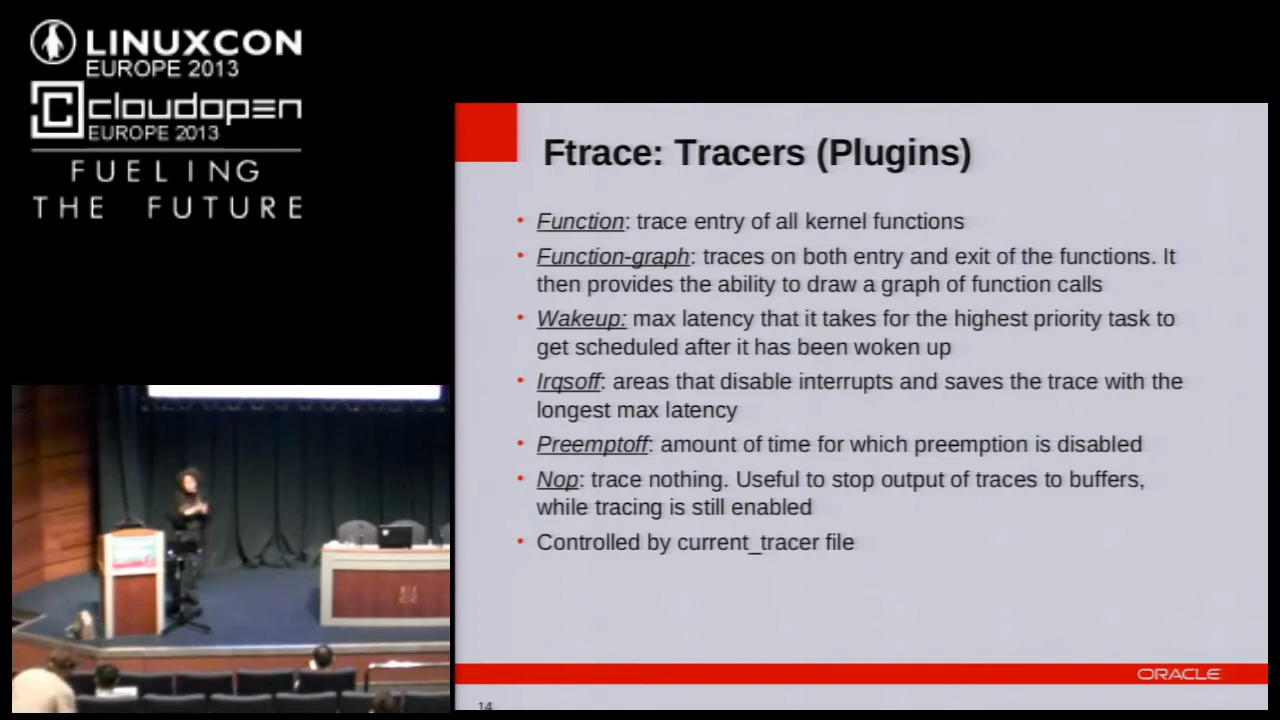 LINUXCON
EUROPE 2013
cloudopen
EUROPE 2013
FUELING
THE FUTURE
Ftrace: Tracers (Plugins)
• Function: trace entry of all kernel functions
• Function-graph: traces on both entry and exit of the functions. It
then provides the ability to draw a graph of function calls
• Wakeup: max latency that it takes for the highest priority task to
get scheduled after it has been woken up
• Irqsoff: areas that disable interrupts and saves the trace with the
longest max latency
• Preemptoff: amount of time for which preemption is disabled
• Nop: trace nothing. Useful to stop output of traces to buffers,
while tracing is still enabled
• Controlled by current_tracer file
ORACLE
14